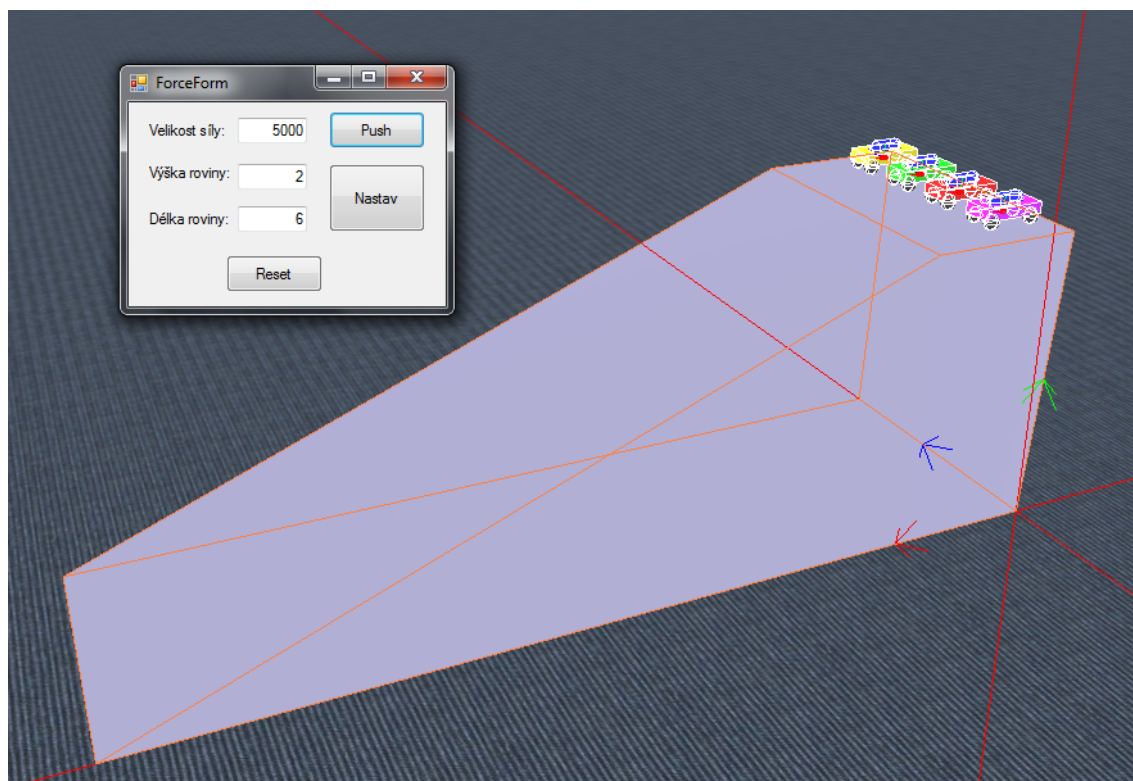 ForceForm
Velikost síly: 5000 Push
Výška roviny: 2
Nastav
Délka roviny: 6
Reset